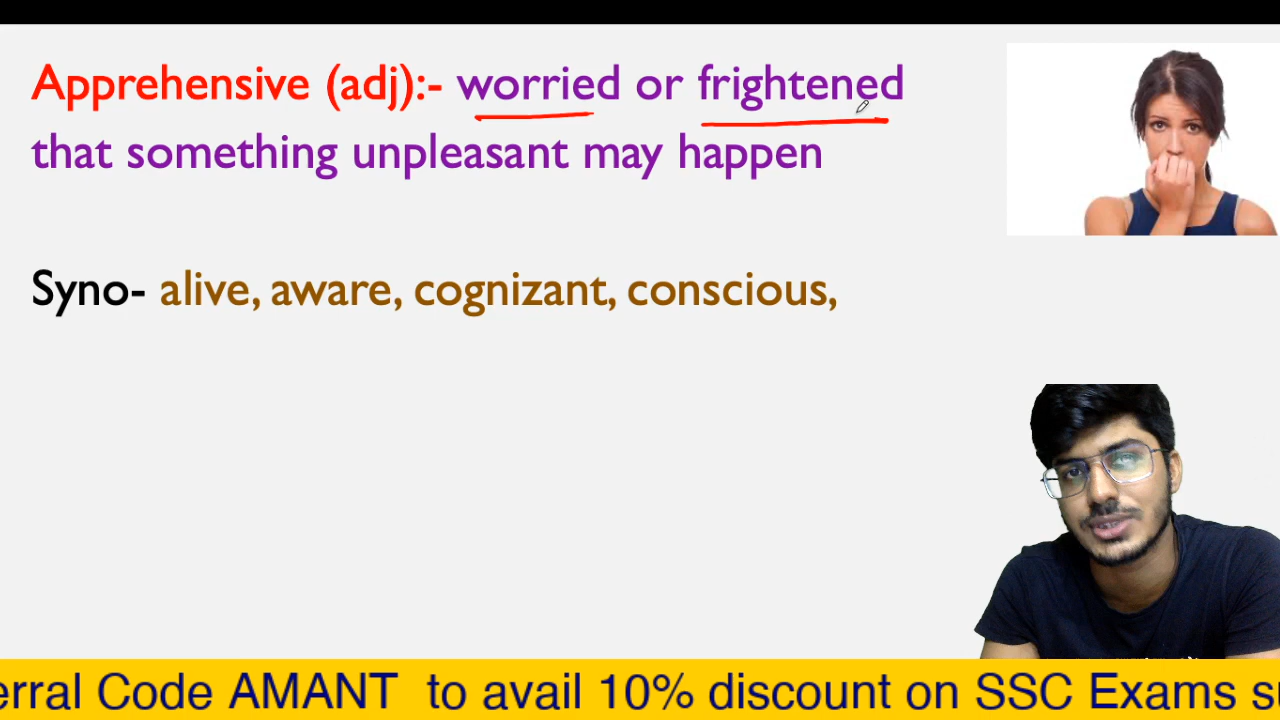 Apprehensive (adj):- worried or frightened
that something unpleasant may happen
Syno- alive, aware, cognizant, conscious,
Code AMANT to avail 10% discount on SSC Exams